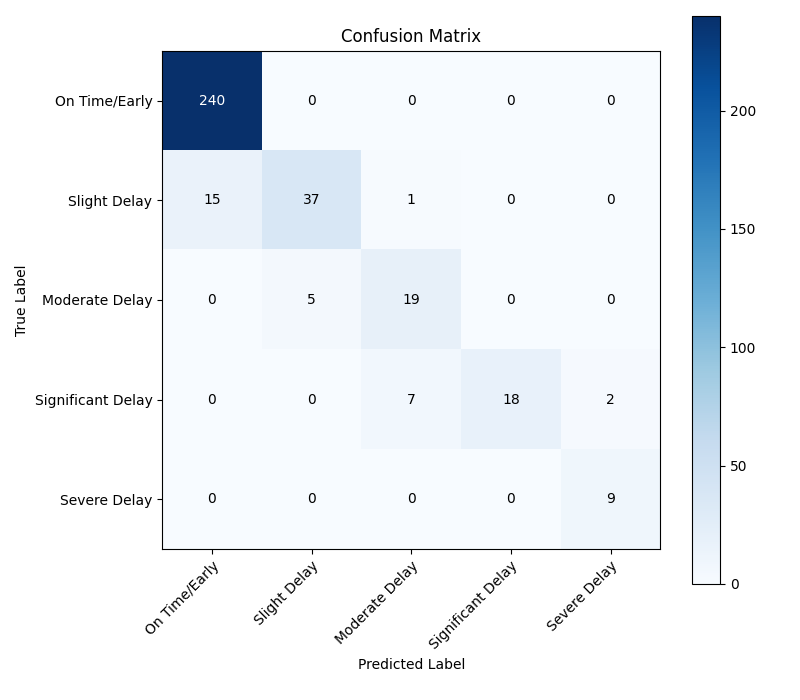 Confusion Matrix
True Label
On Time/Early 240 0 0 0 0
Slight Delay 15 37 1 0 0
Moderate Delay 0 5 19 0 0
Significant Delay 0 0 7 18 2
Severe Delay 0 0 0 0 9
On Time/Early
Slight Delay
Moderate Delay
Significant Delay
Severe Delay
Predicted Label
200
150
100
50
0